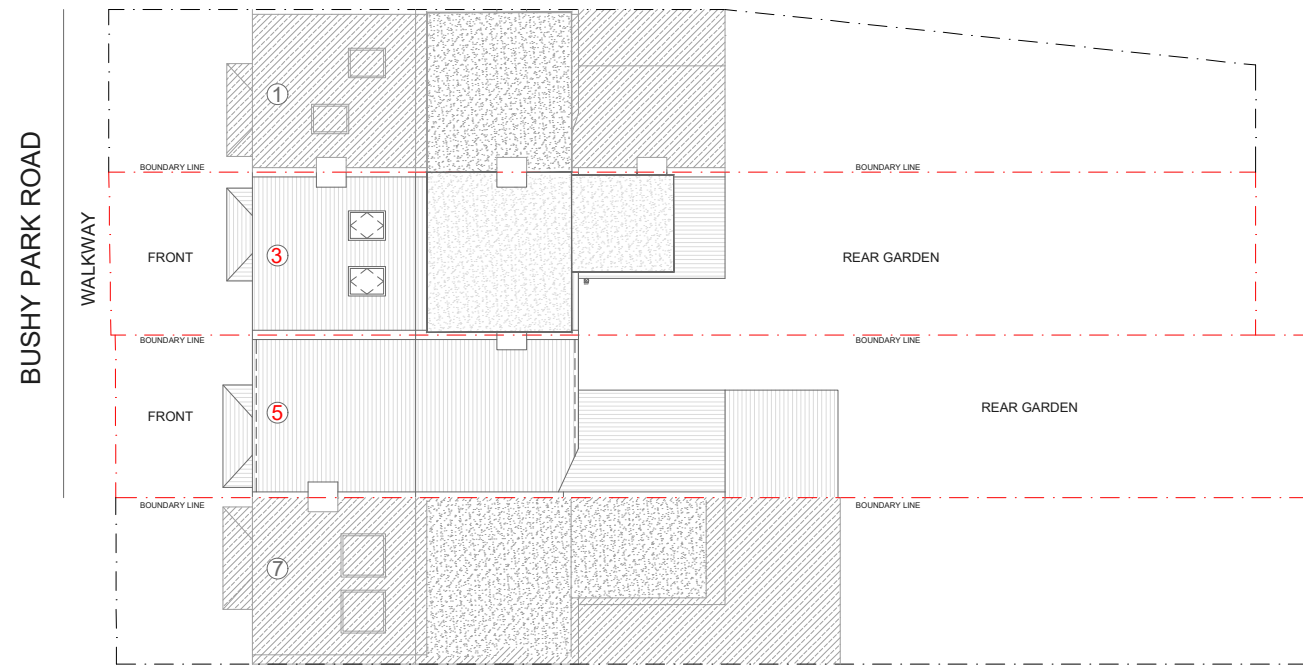 BUSHY PARK ROAD
WALKWAY
1
BOUNDARY LINE
BOUNDARY LINE
FRONT
3
REAR GARDEN
BOUNDARY LINE
BOUNDARY LINE
FRONT
5
REAR GARDEN
BOUNDARY LINE
BOUNDARY LINE
7